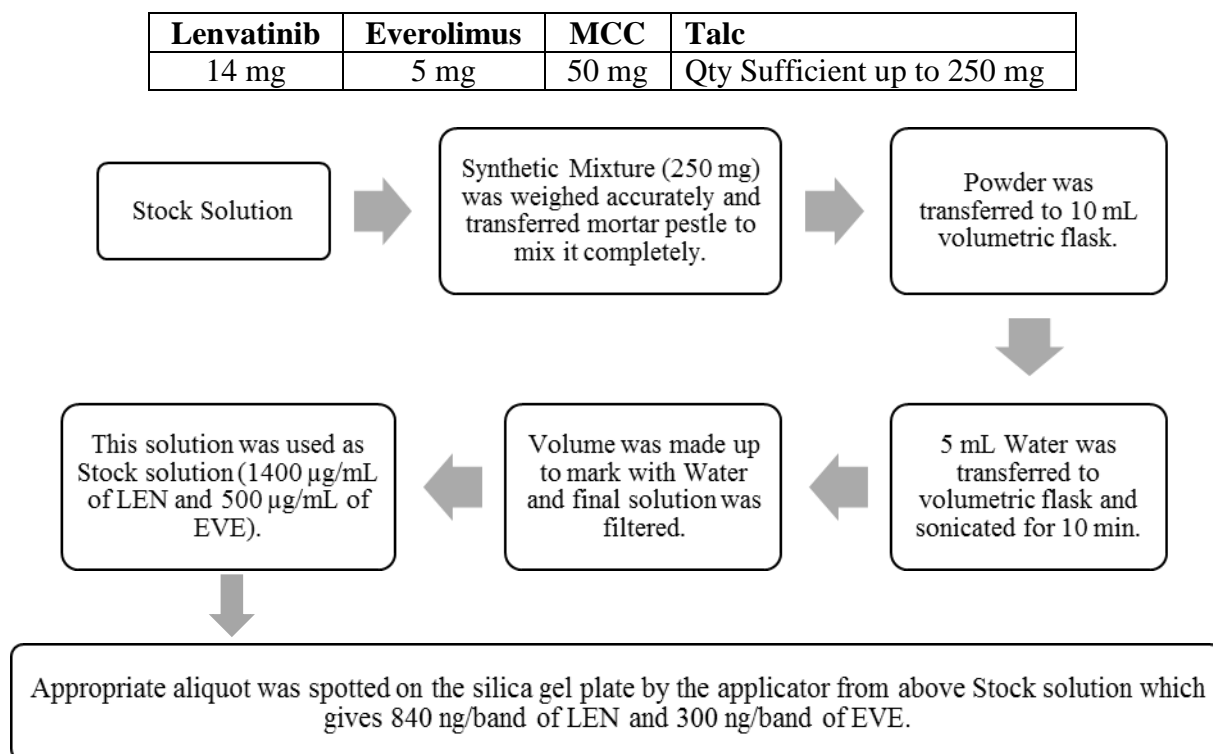 Lenvatinib Everolimus MCC Talc
14 mg 5 mg 50 mg Qty Sufficient up to 250 mg
Stock Solution
Synthetic Mixture (250 mg)
was weighed accurately and
transferred mortar pestle to
mix it completely.
Powder was
transferred to 10 mL
volumetric flask.
5 mL Water was
transferred to
volumetric flask and
sonicated for 10 min.
Volume was made up
to mark with Water
and final solution was
filtered.
This solution was used as
Stock solution (1400 µg/mL
of LEN and 500 µg/mL of
EVE).
Appropriate aliquot was spotted on the silica gel plate by the applicator from above Stock solution which
gives 840 ng/band of LEN and 300 ng/band of EVE.